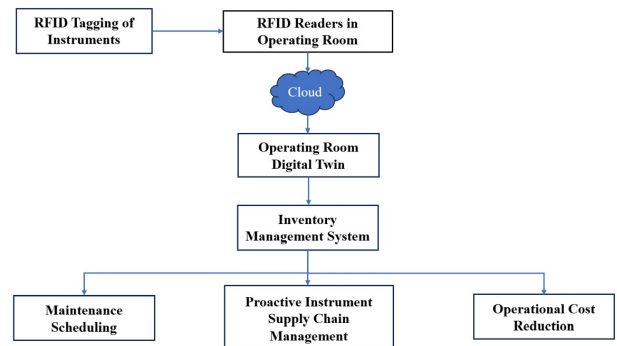 RFID Tagging of
Instruments
RFID Readers in
Operating Room
Cloud
Operating Room
Digital Twin
Inventory
Management System
Maintenance
Scheduling
Proactive Instrument
Supply Chain
Management
Operational Cost
Reduction